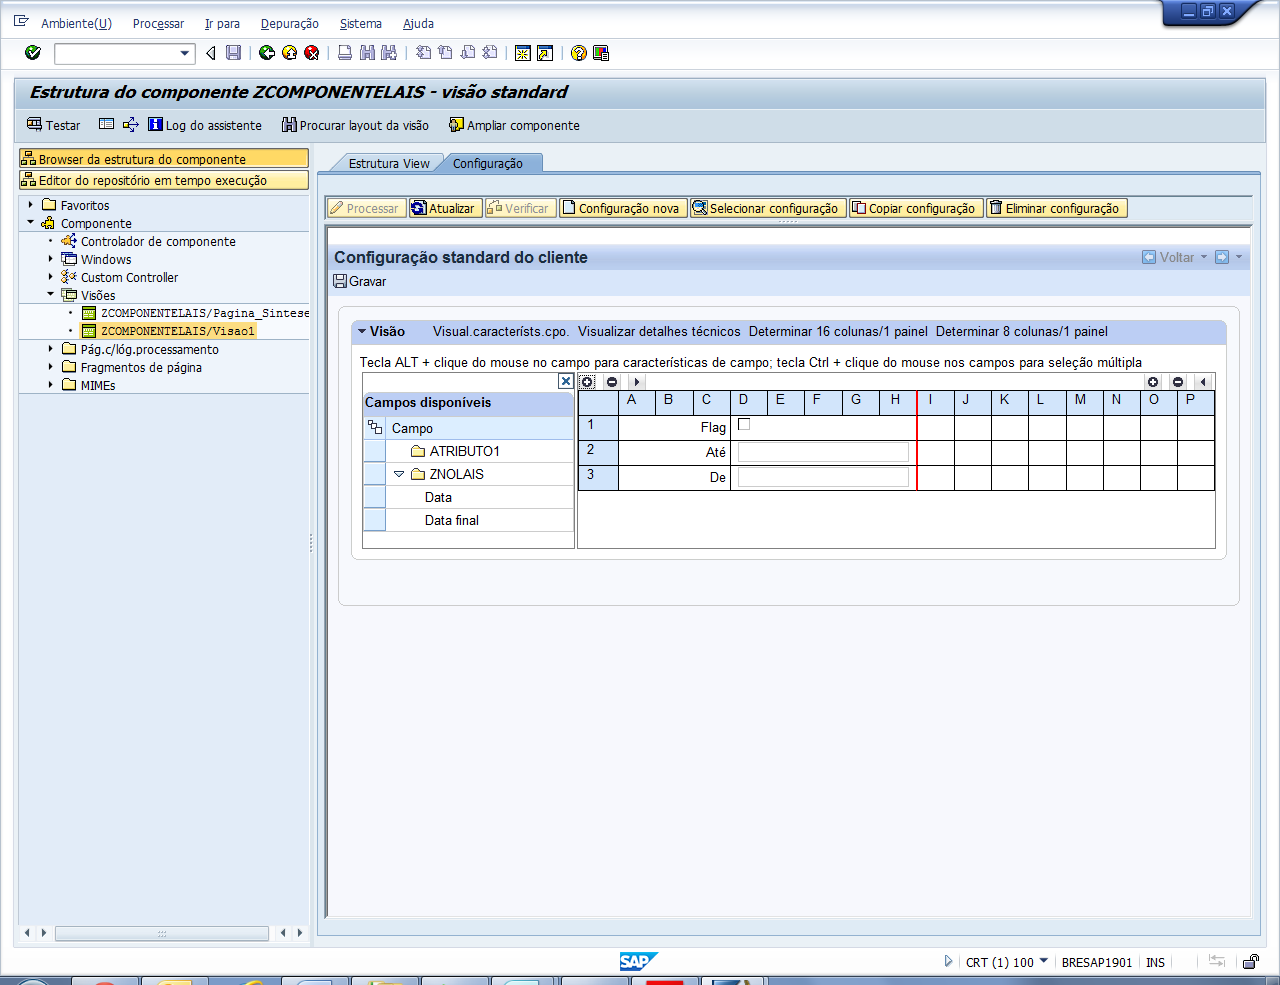 Ambiente(U) Processar Ir para Depuração Sistema Ajuda
Estrutura do componente ZCOMPONENTELAIS - visão standard
Testar Log do assistente Procurar layout da visão Ampliar componente
Browser da estrutura do componente
Editor do repositório em tempo execução
Favoritos
Componente
Controlador de componente
Windows
Custom Controller
Visões
ZCOMPONENTELAIS/Pagina_Sintese
ZCOMPONENTELAIS/Visao1
Pág.c/lóg.processamento
Fragmentos de página
MIMEs
Estrutura View Configuração
Processar Atualizar Verificar Configuração nova Selecionar configuração Copiar configuração Eliminar configuração
Configuração standard do cliente Voltar
Gravar
Visão Visual.característs.cpo. Visualizar detalhes técnicos Determinar 16 colunas/1 painel Determinar 8 colunas/1 painel
Tecla ALT + clique do mouse no campo para características de campo; tecla Ctrl + clique do mouse nos campos para seleção múltipla
Campos disponíveis
Campo
ATRIBUTO1
ZNOLAIS
Data
Data final
A B C D E F G H I J K L M N O P
1 Flag
2 Até
3 De
SAP
CRT (1) 100 BRESAP1901 INS